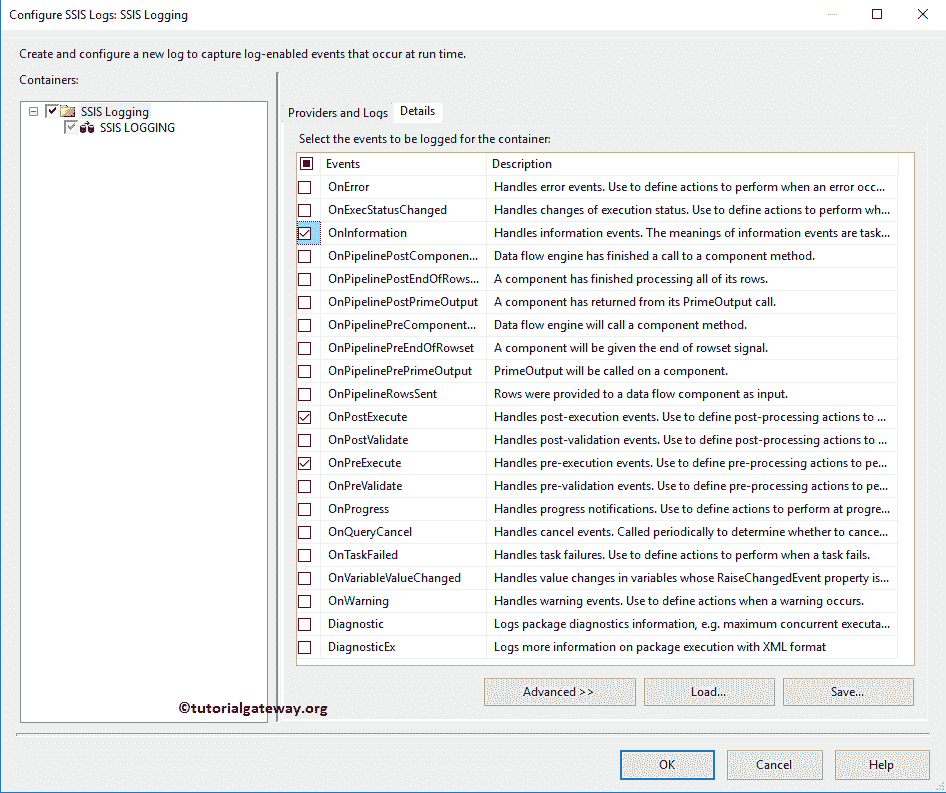 Configure SSIS Logs: SSIS Logging
Create and configure a new log to capture log-enabled events that occur at run time.
Containers:
SSIS Logging
SSIS LOGGING
Providers and Logs Details
Select the events to be logged for the container:
Events Description
OnError Handles error events. Use to define actions to perform when an error occ...
OnExecStatusChanged Handles changes of execution status. Use to define actions to perform wh...
OnInformation Handles information events. The meanings of information events are task...
OnPipelinePostComponen... Data flow engine has finished a call to a component method.
OnPipelinePostEndOfRows... A component has finished processing all of its rows.
OnPipelinePostPrimeOutput A component has returned from its PrimeOutput call.
OnPipelinePreComponent... Data flow engine will call a component method.
OnPipelinePreEndOfRowset A component will be given the end of rowset signal.
OnPipelinePrePrimeOutput PrimeOutput will be called on a component.
OnPipelineRowsSent Rows were provided to a data flow component as input.
OnPostExecute Handles post-execution events. Use to define post-processing actions to ...
OnPostValidate Handles post-validation events. Use to define post-processing actions to ...
OnPreExecute Handles pre-execution events. Use to define pre-processing actions to pe...
OnPreValidate Handles pre-validation events. Use to define pre-processing actions to pe...
OnProgress Handles progress notifications. Use to define actions to perform at progre...
OnQueryCancel Handles cancel events. Called periodically to determine whether to cance...
OnTaskFailed Handles task failures. Use to define actions to perform when a task fails.
OnVariableValueChanged Handles value changes in variables whose RaiseChangedEvent property is...
OnWarning Handles warning events. Use to define actions when a warning occurs.
Diagnostic Logs package diagnostics information, e.g. maximum concurrent executa...
DiagnosticEx Logs more information on package execution with XML format
Advanced >> Load... Save...
©tutorialgateway.org
OK Cancel Help